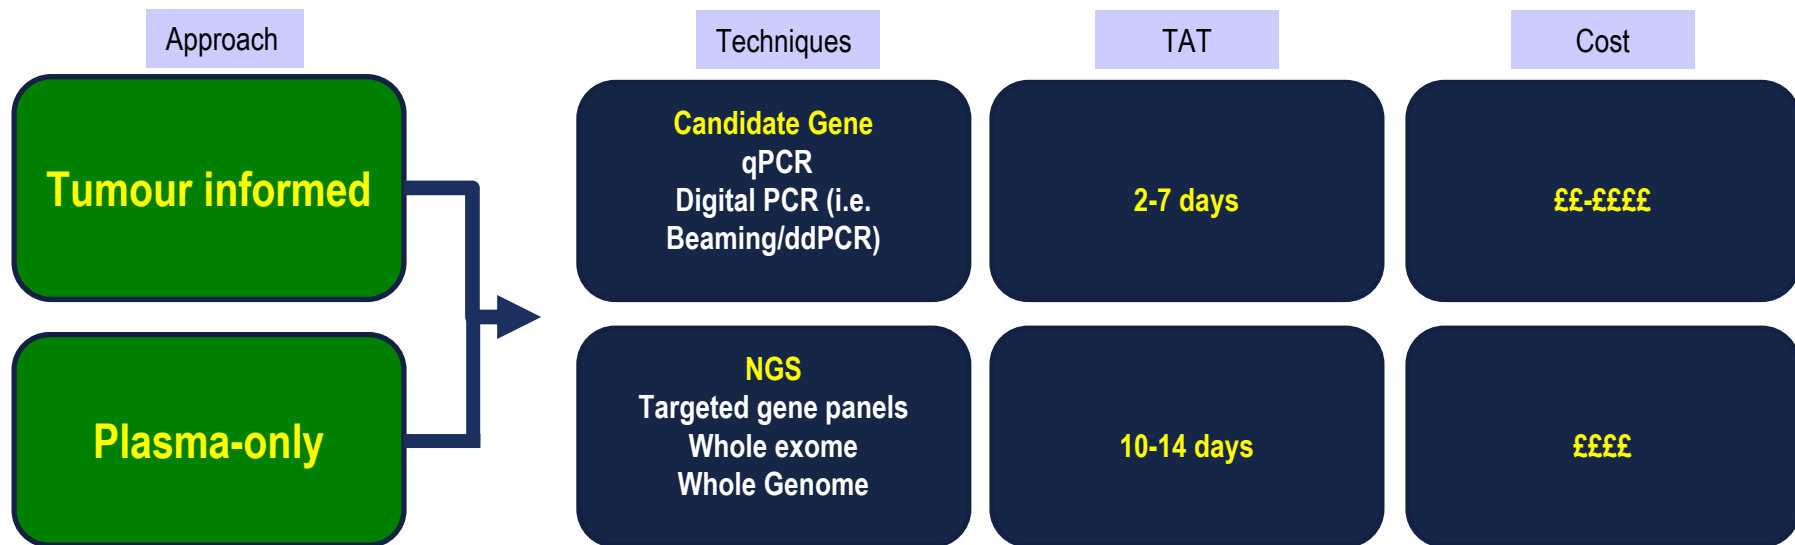 Approach
Techniques
TAT
Cost
Tumour informed
Candidate Gene
qPCR
Digital PCR (i.e.
Beaming/ddPCR)
2-7 days
££-££££
Plasma-only
NGS
Targeted gene panels
Whole exome
Whole Genome
10-14 days
££££